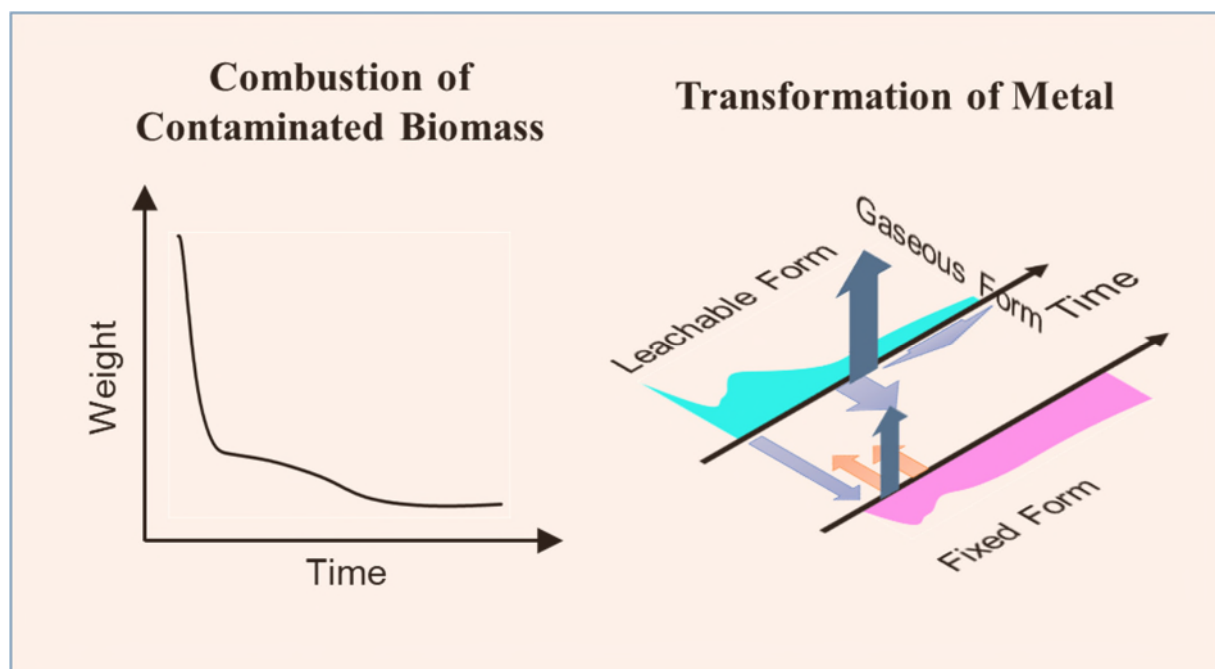 Combustion of
Contaminated Biomass
Weight
Time
Transformation of Metal
Leachable Form
Gaseous Form
Time
Fixed Form